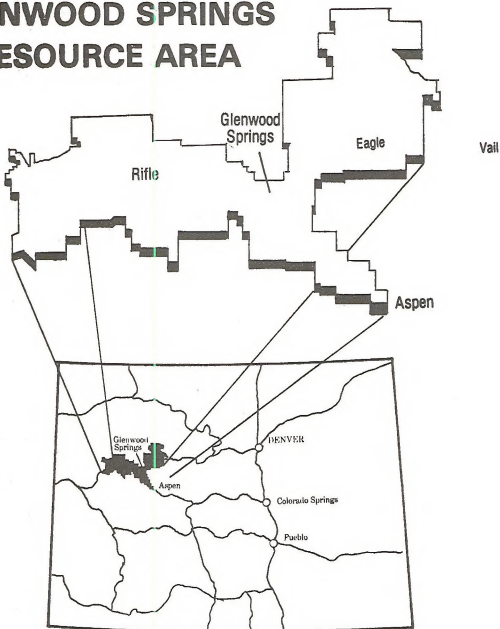 NWOOD SPRINGS
ESOURCE AREA
Glenwood
Springs
Eagle
Vail
Rifle
Aspen
Glenwood
Springs
DENVER
Aspen
Colorado Springs
Pueblo